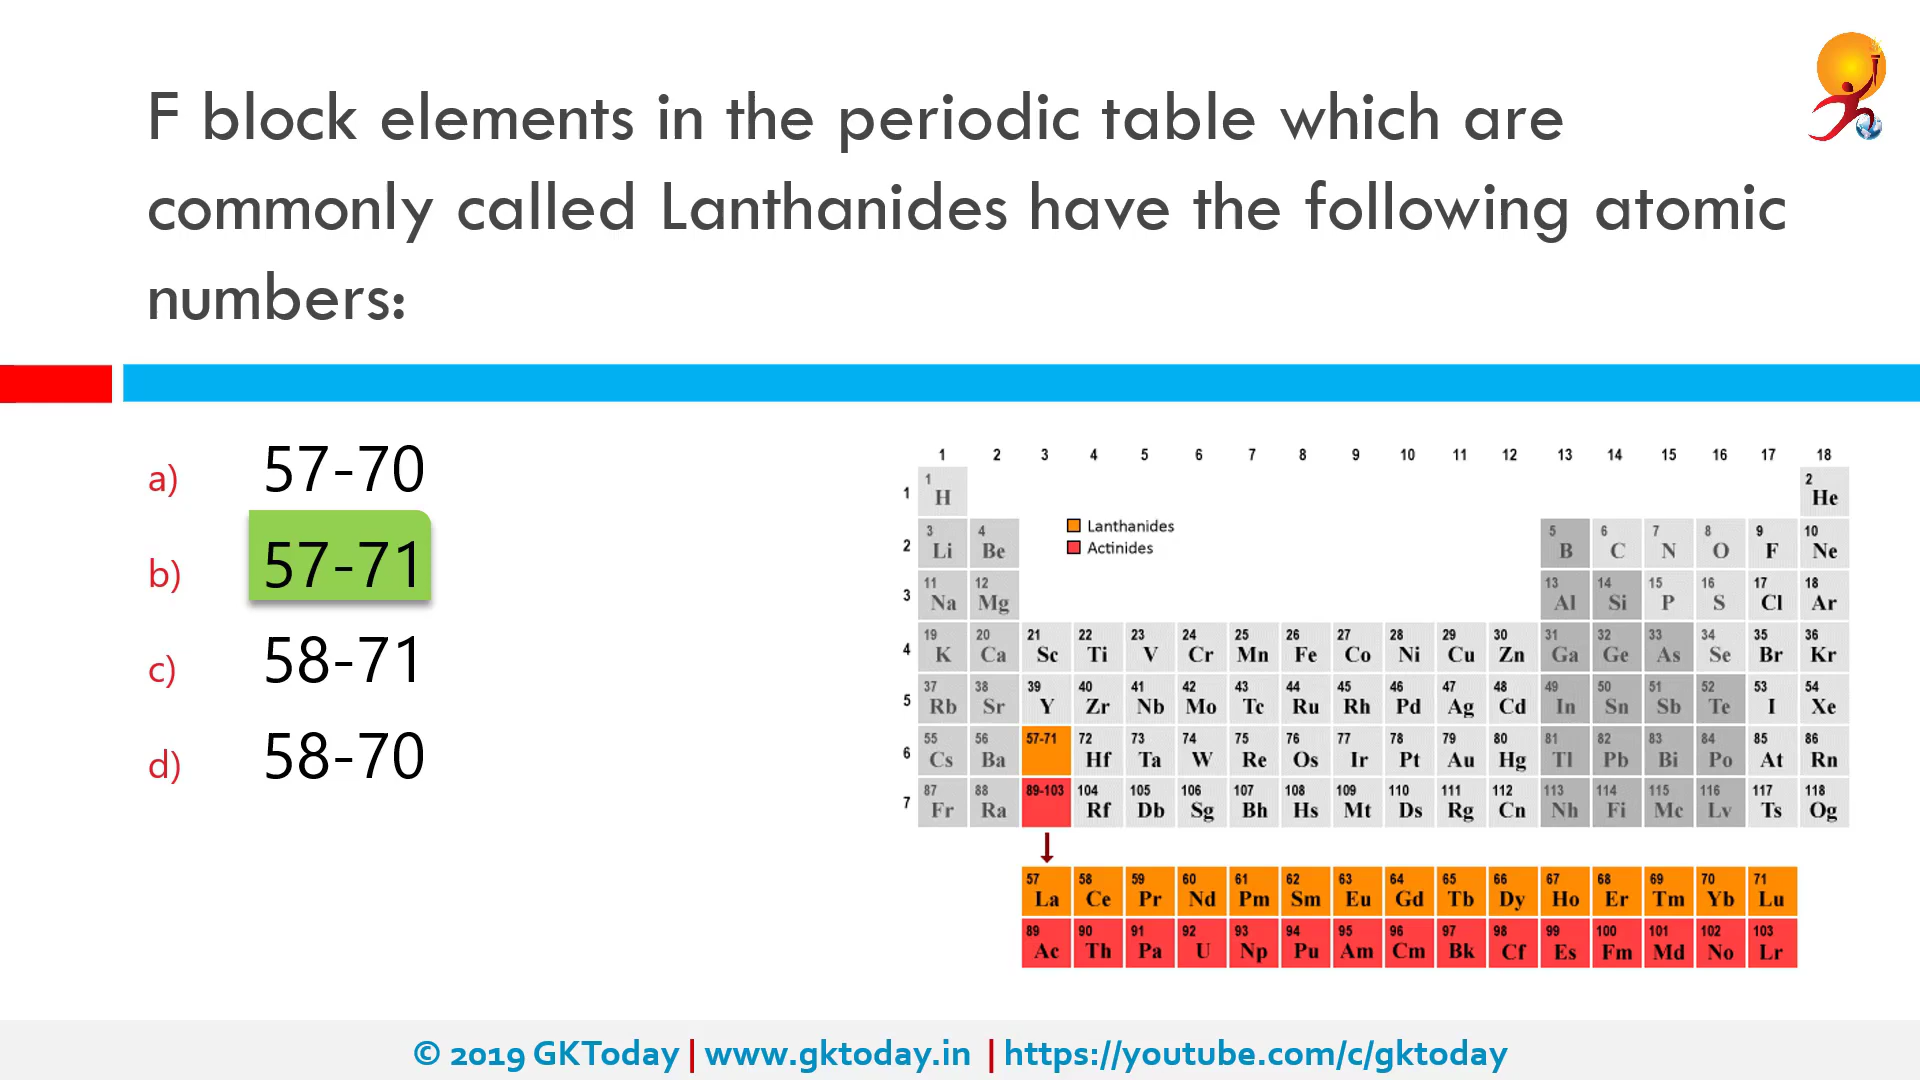 F block elements in the periodic table which are
commonly called Lanthanides have the following atomic
numbers:
a) 57-70
b) 57-71
c) 58-71
d) 58-70
1 2 3 4 5 6 7 8 9 10 11 12 13 14 15 16 17 18
1 1 H 2 He
Lanthanides
Actinides
2 3 Li 4 Be 5 B 6 C 7 N 8 O 9 F 10 Ne
3 11 Na 12 Mg 13 Al 14 Si 15 P 16 S 17 Cl 18 Ar
4 19 K 20 Ca 21 Sc 22 Ti 23 V 24 Cr 25 Mn 26 Fe 27 Co 28 Ni 29 Cu 30 Zn 31 Ga 32 Ge 33 As 34 Se 35 Br 36 Kr
5 37 Rb 38 Sr 39 Y 40 Zr 41 Nb 42 Mo 43 Tc 44 Ru 45 Rh 46 Pd 47 Ag 48 Cd 49 In 50 Sn 51 Sb 52 Te 53 I 54 Xe
6 55 Cs 56 Ba 57-71 72 Hf 73 Ta 74 W 75 Re 76 Os 77 Ir 78 Pt 79 Au 80 Hg 81 Tl 82 Pb 83 Bi 84 Po 85 At 86 Rn
7 87 Fr 88 Ra 89-103 104 Rf 105 Db 106 Sg 107 Bh 108 Hs 109 Mt 110 Ds 111 Rg 112 Cn 113 Nh 114 Fi 115 Mc 116 Lv 117 Ts 118 Og
57 La 58 Ce 59 Pr 60 Nd 61 Pm 62 Sm 63 Eu 64 Gd 65 Tb 66 Dy 67 Ho 68 Er 69 Tm 70 Yb 71 Lu
89 Ac 90 Th 91 Pa 92 U 93 Np 94 Pu 95 Am 96 Cm 97 Bk 98 Cf 99 Es 100 Fm 101 Md 102 No 103 Lr
© 2019 GKToday | www.gktoday.in | https://youtube.com/c/gktoday